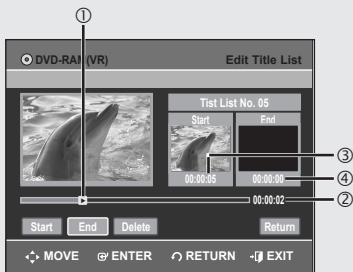 ①
DVD-RAM(VR) Edit Title List
Tist List No. 05
Start End
③
00:00:05 00:00:00 ④
00:00:02 ②
Start End Delete Return
MOVE ENTER RETURN EXIT